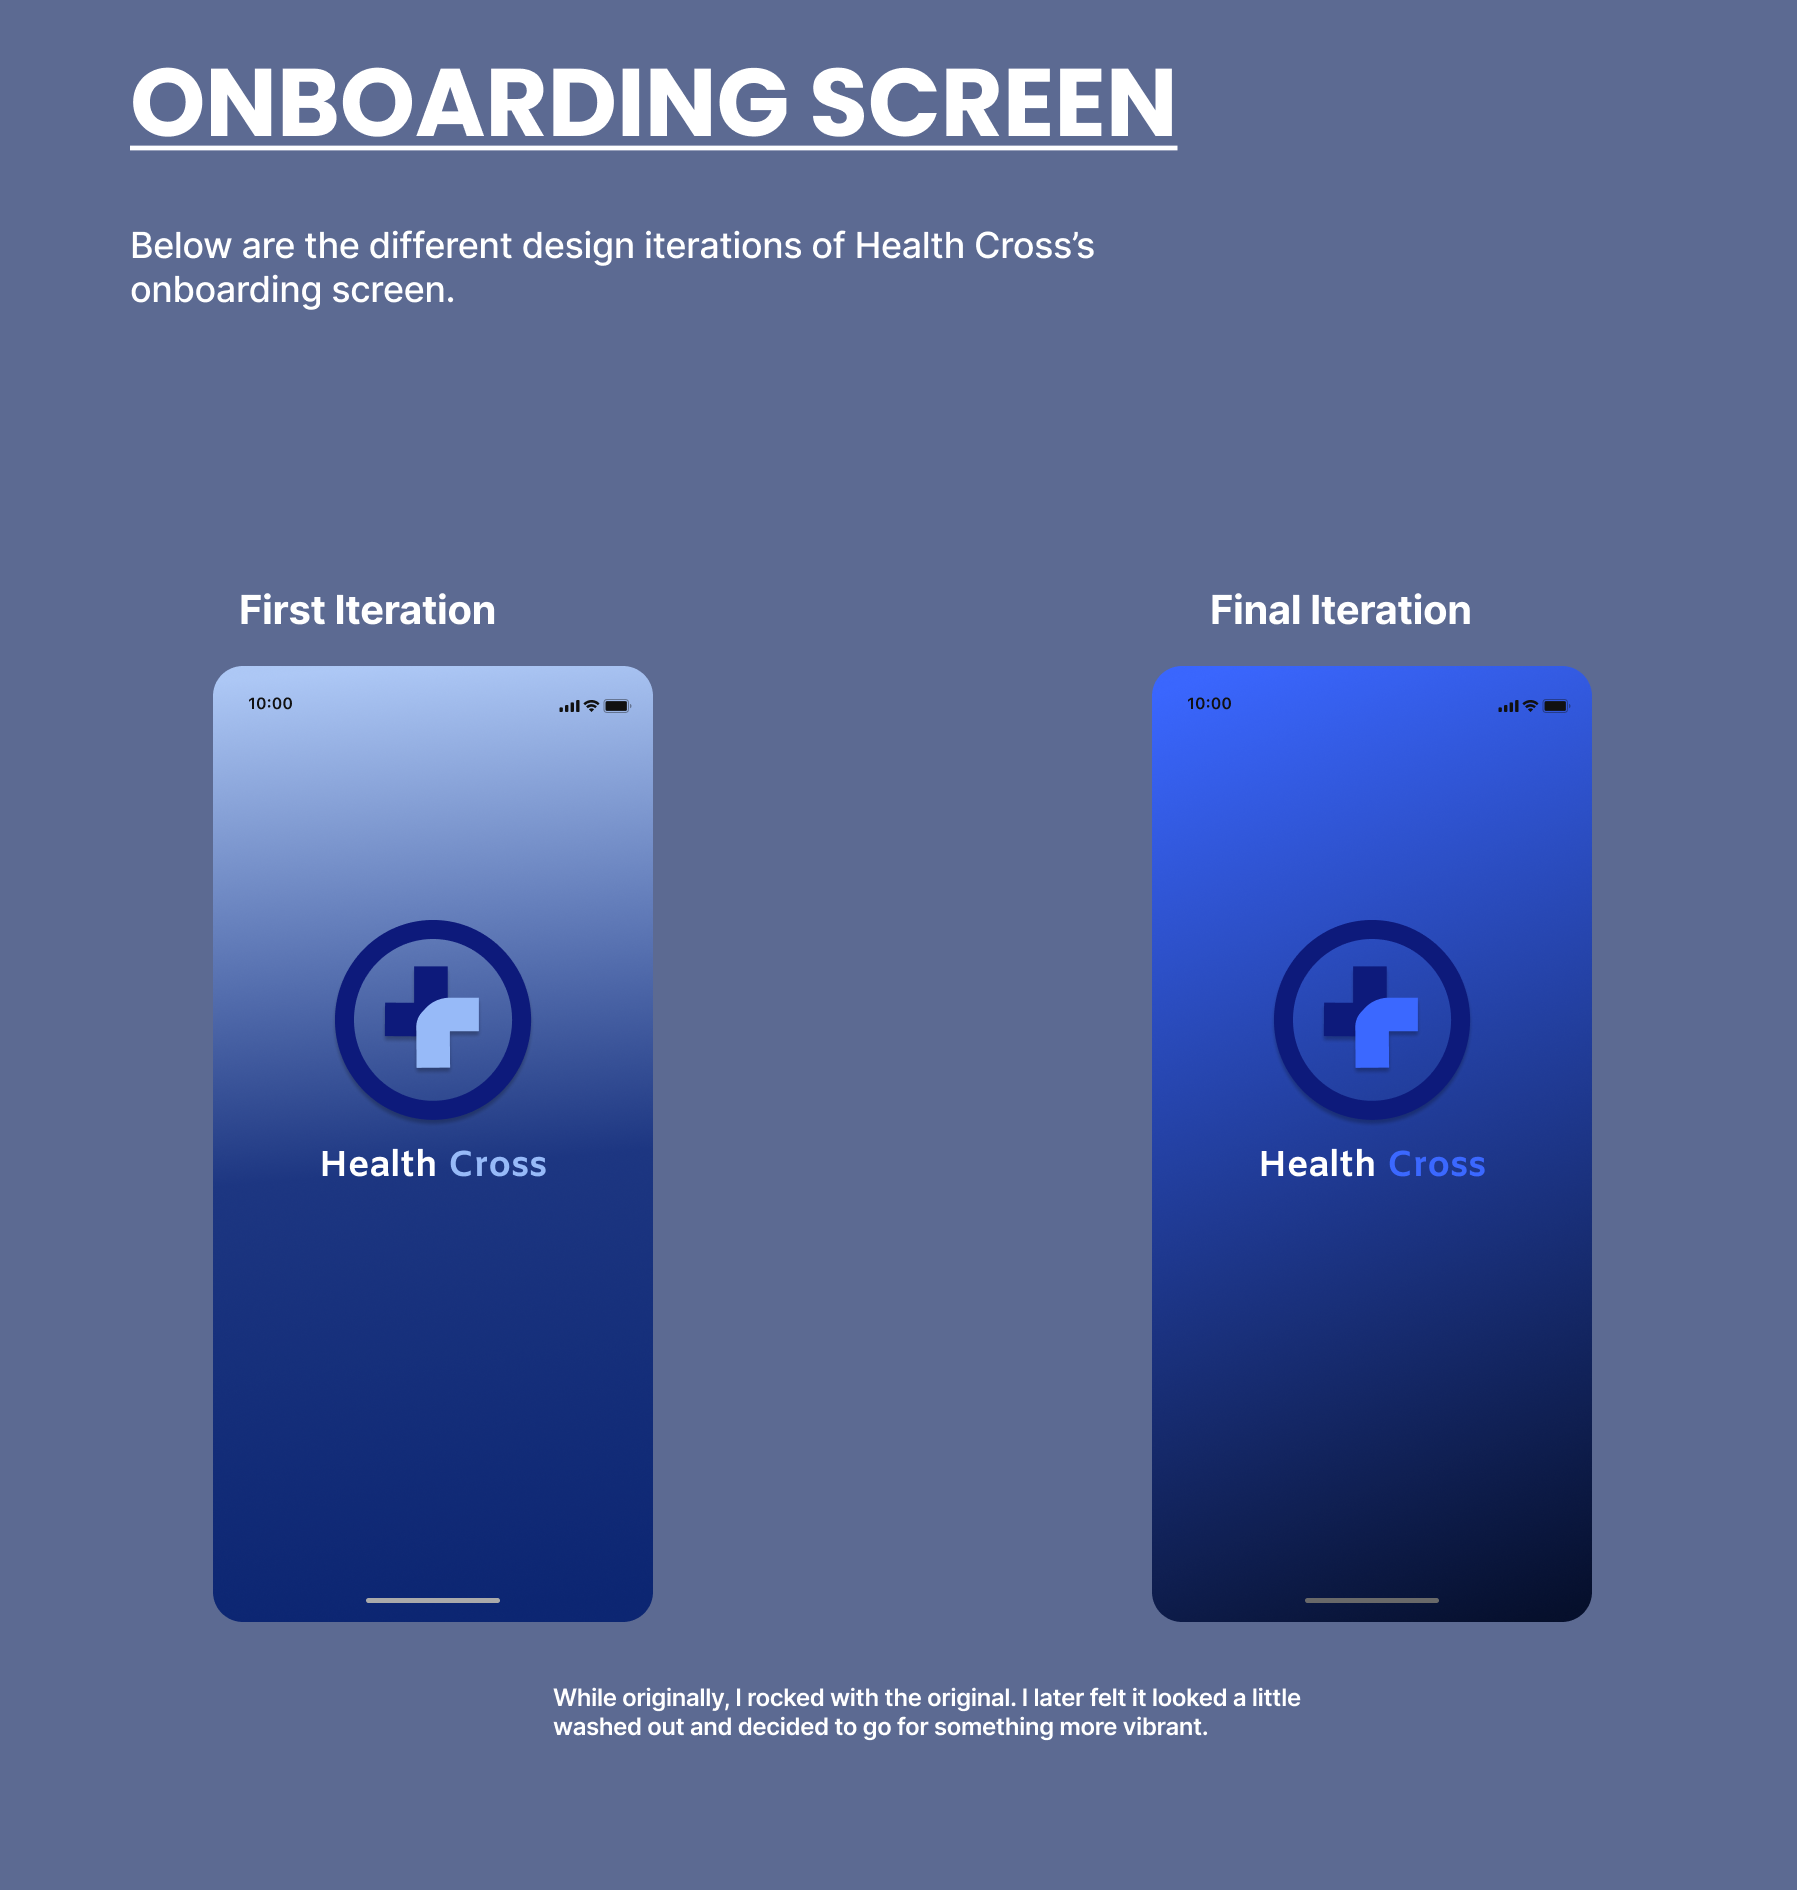 ONBOARDING SCREEN
Below are the different design iterations of Health Cross’s
onboarding screen.
First Iteration
Final Iteration
10:00
Health Cross
10:00
Health Cross
While originally, I rocked with the original. I later felt it looked a little
washed out and decided to go for something more vibrant.